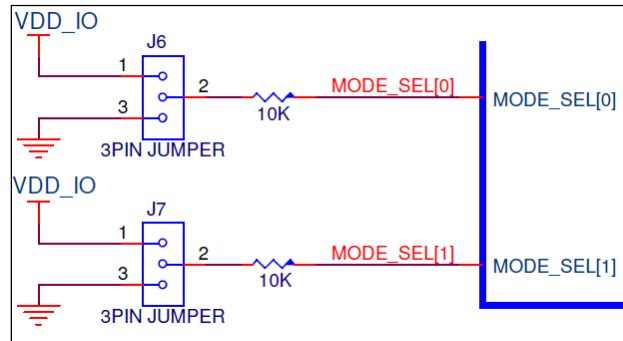 VDD_IO
J6
1
2
3
MODE_SEL[0]
10K
MODE_SEL[0]
3PIN JUMPER
VDD_IO
J7
1
2
3
MODE_SEL[1]
10K
MODE_SEL[1]
3PIN JUMPER